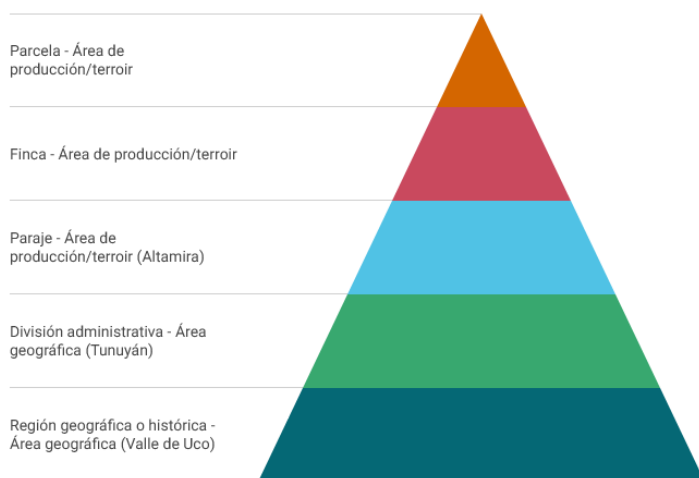 Parcela - Área de
producción/terroir
Finca - Área de producción/terroir
Paraje - Área de
producción/terroir (Altamira)
División administrativa - Área
geográfica (Tunuyán)
Región geográfica o histórica -
Área geográfica (Valle de Uco)